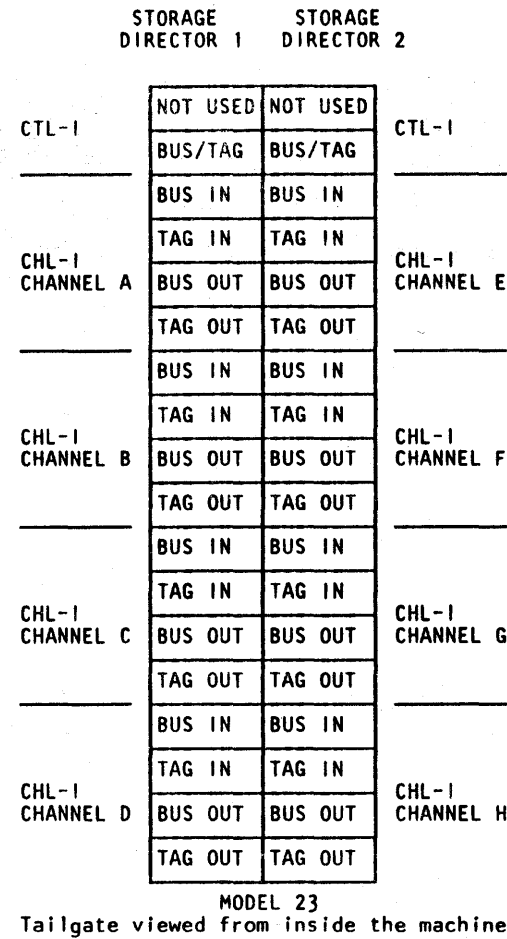 STORAGE STORAGE
DIRECTOR 1 DIRECTOR 2
NOT USED NOT USED
CTL-I CTL-I
BUS/TAG BUS/TAG
BUS IN BUS IN
TAG IN TAG IN
CHL-I CHL-I
CHANNEL A BUS OUT BUS OUT CHANNEL E
TAG OUT TAG OUT
BUS IN BUS IN
TAG IN TAG IN
CHL-I CHL-I
CHANNEL B BUS OUT BUS OUT CHANNEL F
TAG OUT TAG OUT
BUS IN BUS IN
TAG IN TAG IN
CHL-I CHL-I
CHANNEL C BUS OUT BUS OUT CHANNEL G
TAG OUT TAG OUT
BUS IN BUS IN
TAG IN TAG IN
CHL-I CHL-I
CHANNEL D BUS OUT BUS OUT CHANNEL H
TAG OUT TAG OUT
MODEL 23
Tailgate viewed from inside the machine